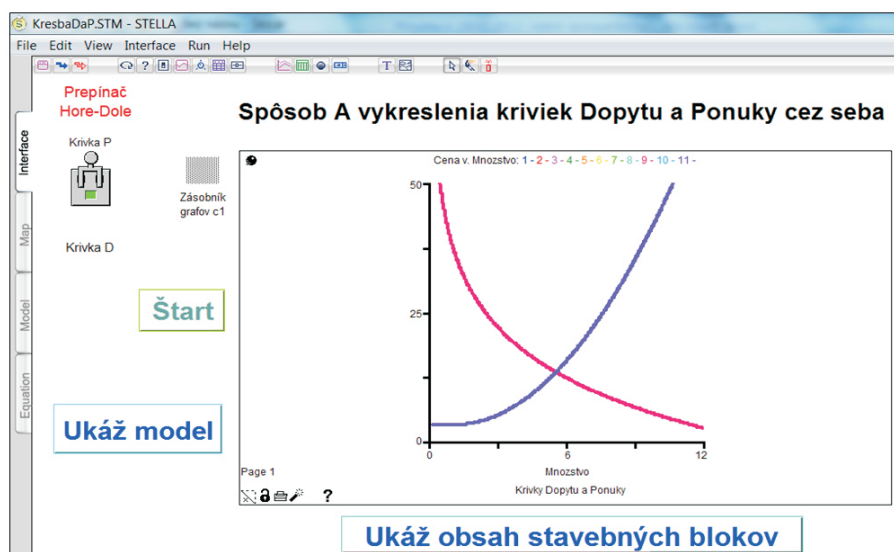 KresbaDaP.STM - STELLA
File Edit View Interface Run Help
Prepínač
Hore-Dole
Spôsob A vykreslenia kriviek Dopytu a Ponuky cez seba
Interface
Map
Model
Equation
Krivka P
Zásobník
grafov c1
Krivka D
Štart
Ukáž model
Cena v. Mnozstvo: 1 - 2 - 3 - 4 - 5 - 6 - 7 - 8 - 9 - 10 - 11 -
50
25
0
0 6 12
Page 1
Mnozstvo
Krivky Dopytu a Ponuky
?
Ukáž obsah stavebných blokov